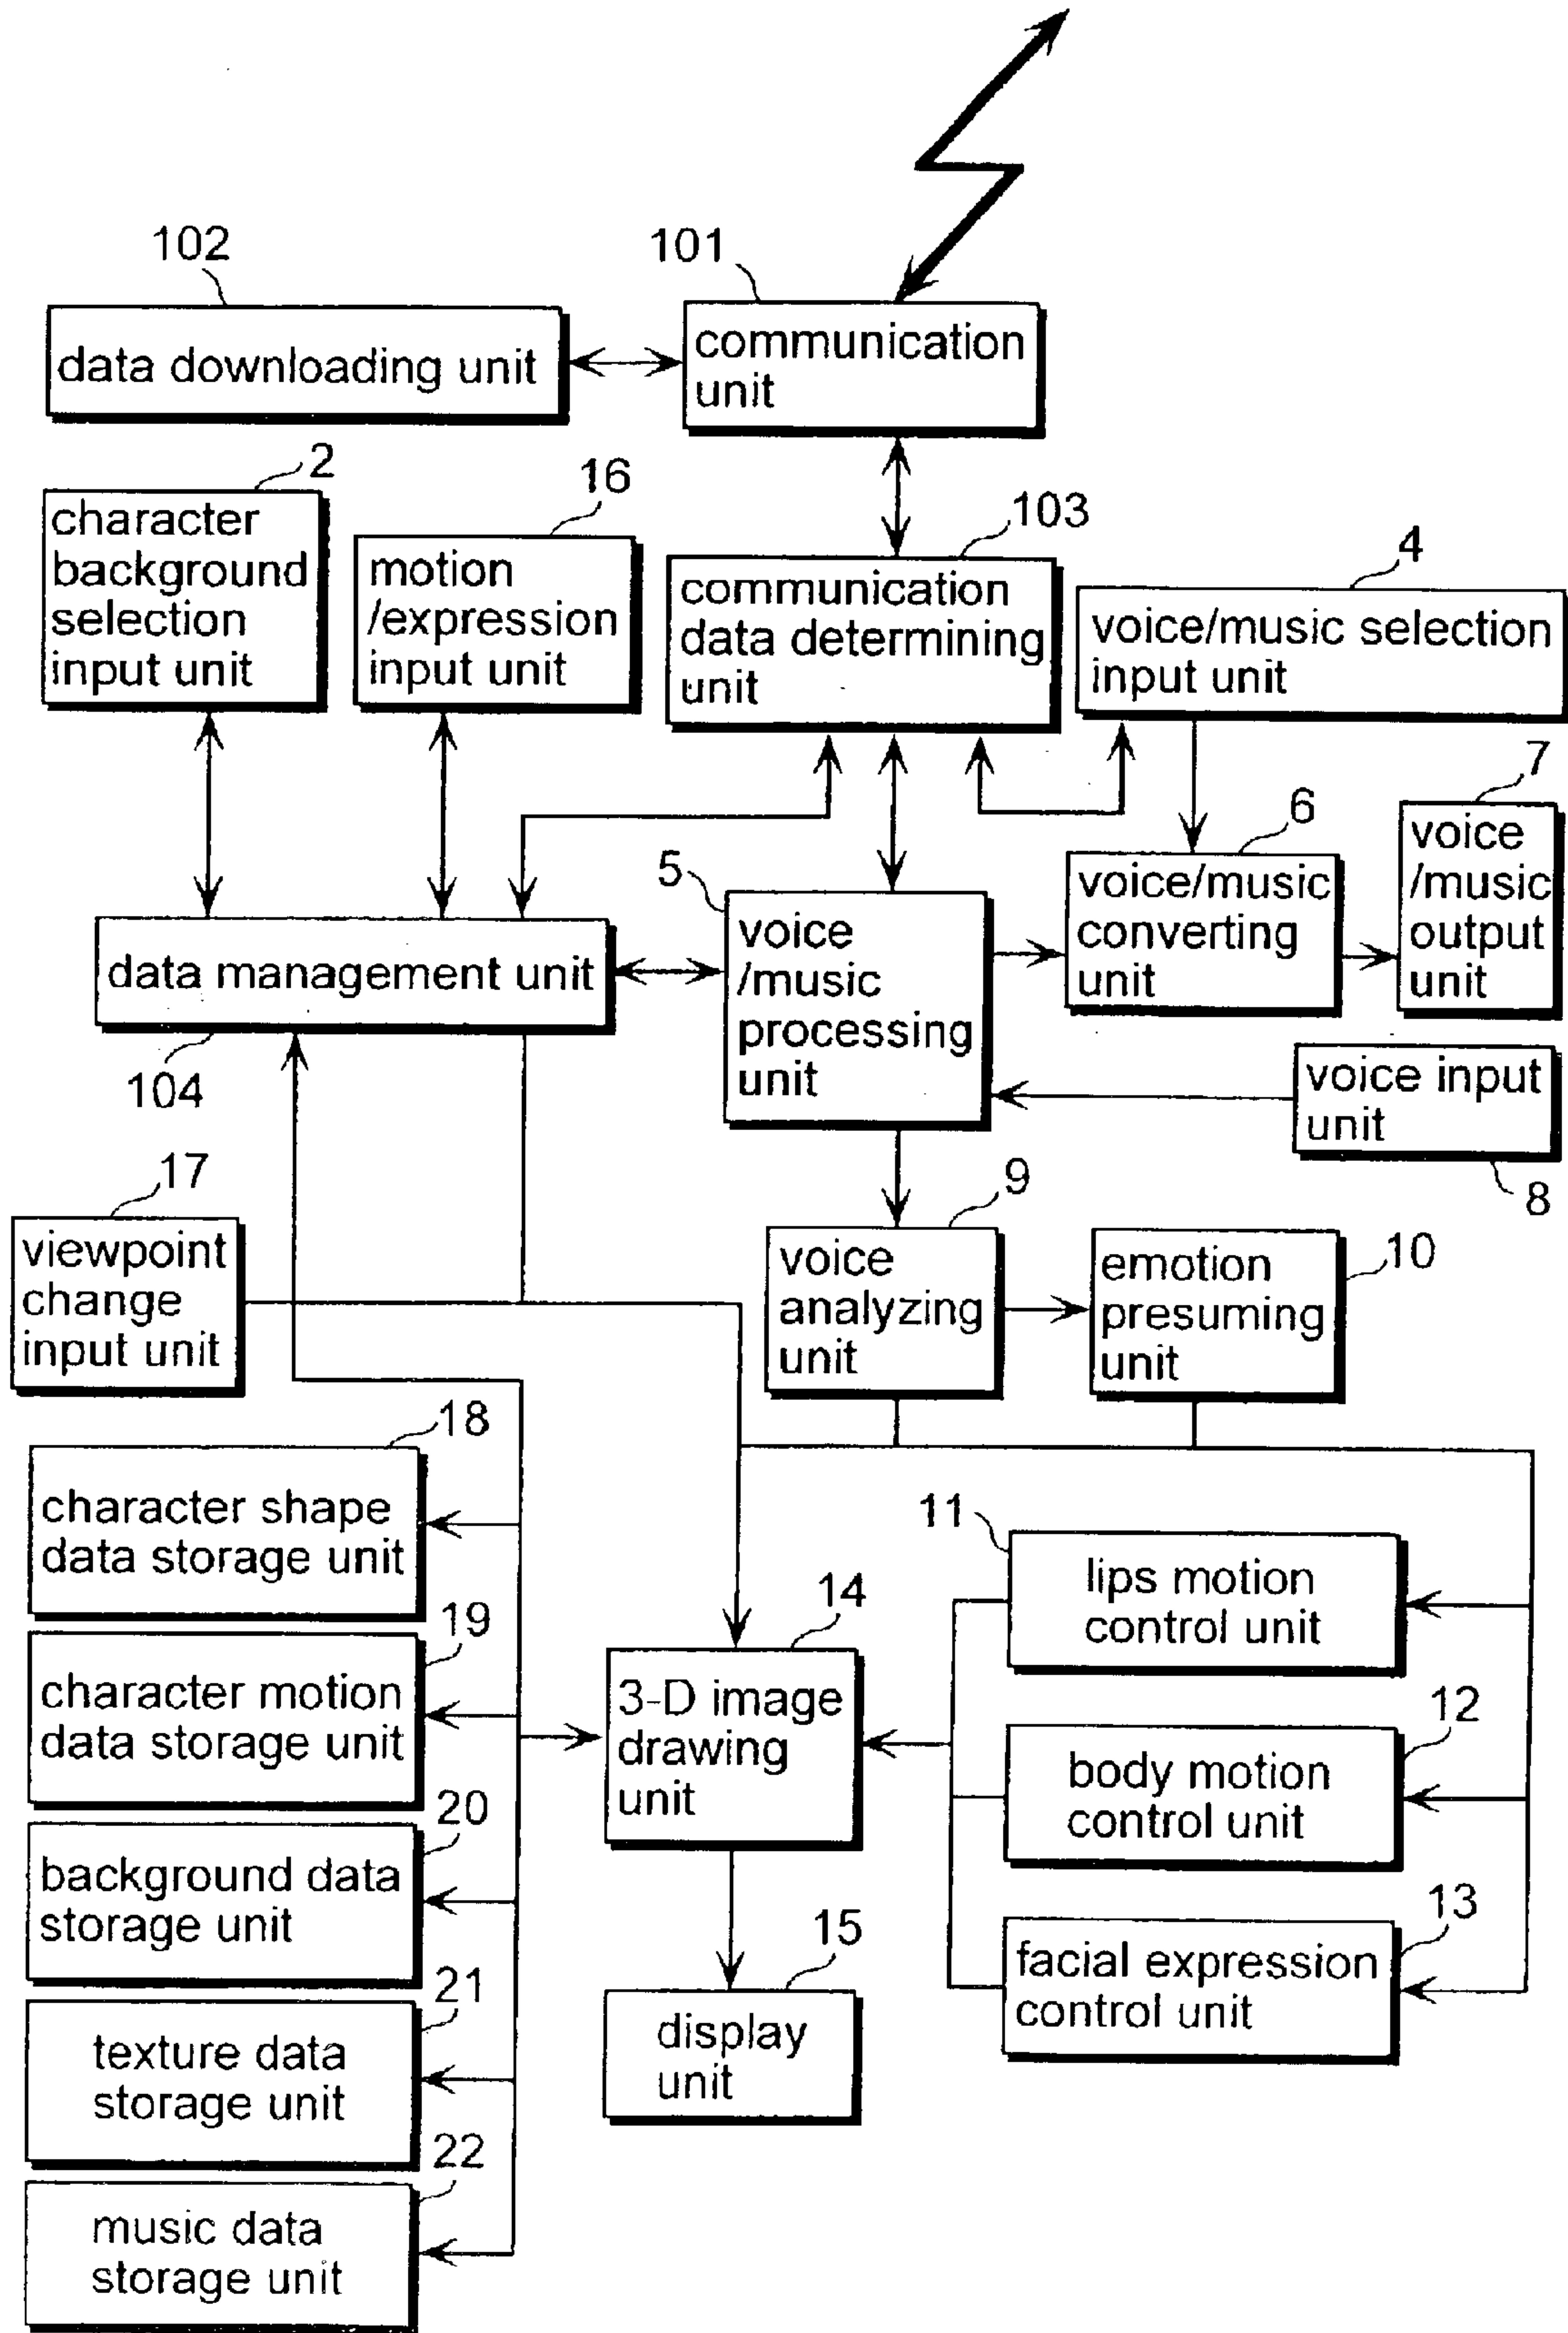 102
101
data downloading unit
communication
unit
2
16
103
4
character
background
selection
input unit
motion
/expression
input unit
communication
data determining
unit
voice/music selection
input unit
7
6
5
voice
/music
output
unit
voice/music
converting
unit
voice
/music
processing
unit
data management unit
104
voice input
unit
8
17
9
viewpoint
change
input unit
voice
analyzing
unit
emotion
presuming
unit
10
18
character shape
data storage unit
11
lips motion
control unit
14
19
character motion
data storage unit
3-D image
drawing
unit
12
body motion
control unit
20
background data
storage unit
13
facial expression
control unit
15
display
unit
21
texture data
storage unit
22
music data
storage unit